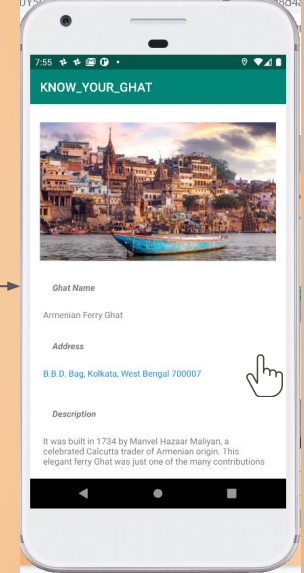 7:55
KNOW_YOUR_GHAT
Ghat Name
Armenian Ferry Ghat
Address
B.B.D. Bag, Kolkata, West Bengal 700007
Description
It was built in 1734 by Manvel Hazaar Maliyan, a
celebrated Calcutta trader of Armenian origin. This
elegant ferry Ghat was just one of the many contributions